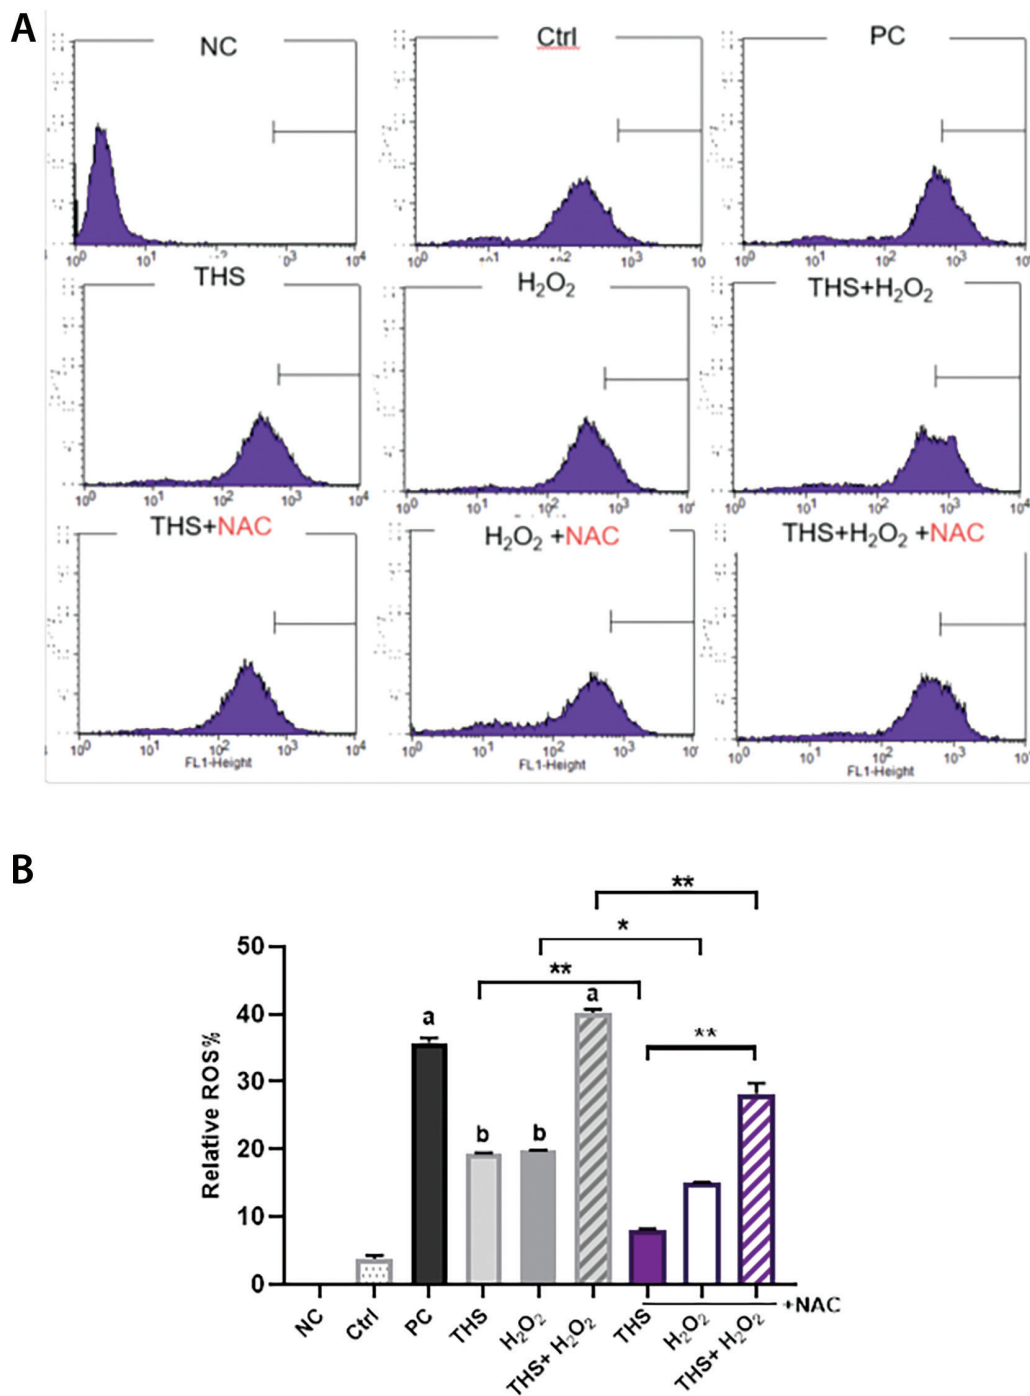 A
NC Ctrl PC
10⁰ 10¹ 10³ 10⁴ 10⁰ 10¹ 10² 10³ 10⁰ 10¹ 10² 10³
THS H₂O₂ THS+H₂O₂
10⁰ 10¹ 10² 10³ 10⁴ 10⁰ 10¹ 10² 10³ 10⁴ 10⁰ 10¹ 10² 10³ 10⁴
THS+NAC H₂O₂ +NAC THS+H₂O₂ +NAC
10⁰ 10¹ 10² 10³ 10⁴ 10⁰ 10¹ 10² 10³ 10⁰ 10¹ 10² 10³
FL1-Height FL1-Height FL1-Height
B
**
*
**
a
a
**
b b
Relative ROS%
50
40
30
20
10
0
NC Ctrl PC THS H₂O₂ THS+ H₂O₂ THS H₂O₂ THS+ H₂O₂
+NAC